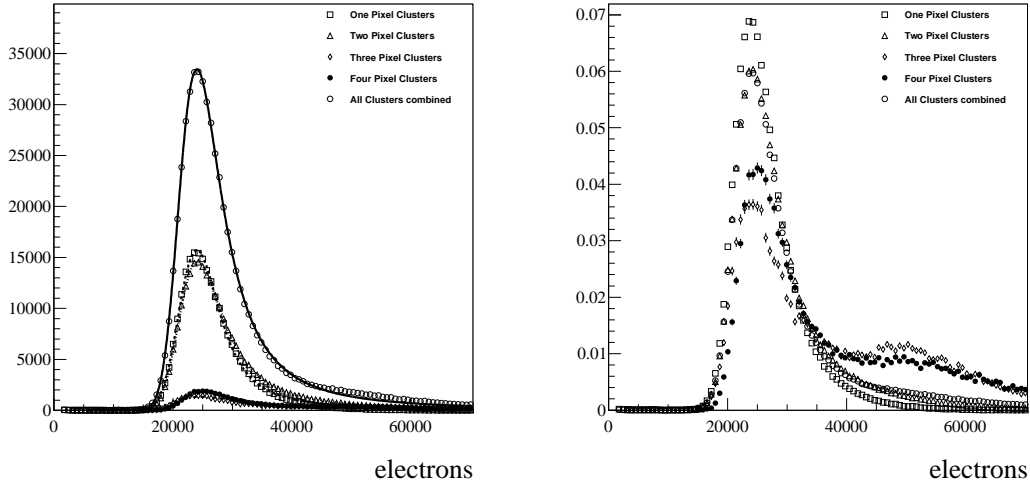 One Pixel Clusters
Two Pixel Clusters
Three Pixel Clusters
Four Pixel Clusters
All Clusters combined
35000
30000
25000
20000
15000
10000
5000
0
20000 40000 60000
electrons
One Pixel Clusters
Two Pixel Clusters
Three Pixel Clusters
Four Pixel Clusters
All Clusters combined
0.07
0.06
0.05
0.04
0.03
0.02
0.01
0
20000 40000 60000
electrons